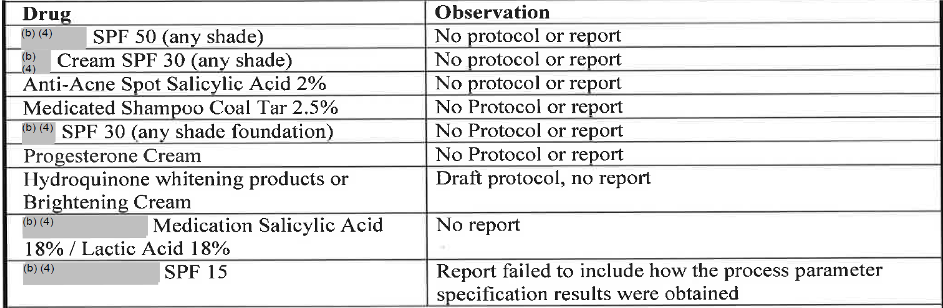 Drug Observation
(b) (4) SPF 50 (any shade) No protocol or report
(b) (4) Cream SPF 30 (any shade) No protocol or report
Anti-Acne Spot Salicylic Acid 2% No protocol or report
Medicated Shampoo Coal Tar 2.5% No Protocol or report
(b) (4) SPF 30 (any shade foundation) No Protocol or report
Progesterone Cream No Protocol or report
Hydroquinone whitening products or Draft protocol, no report
Brightening Cream
(b) (4) Medication Salicylic Acid No report
18% / Lactic Acid 18%
(b) (4) SPF 15 Report failed to include how the process parameter
specification results were obtained